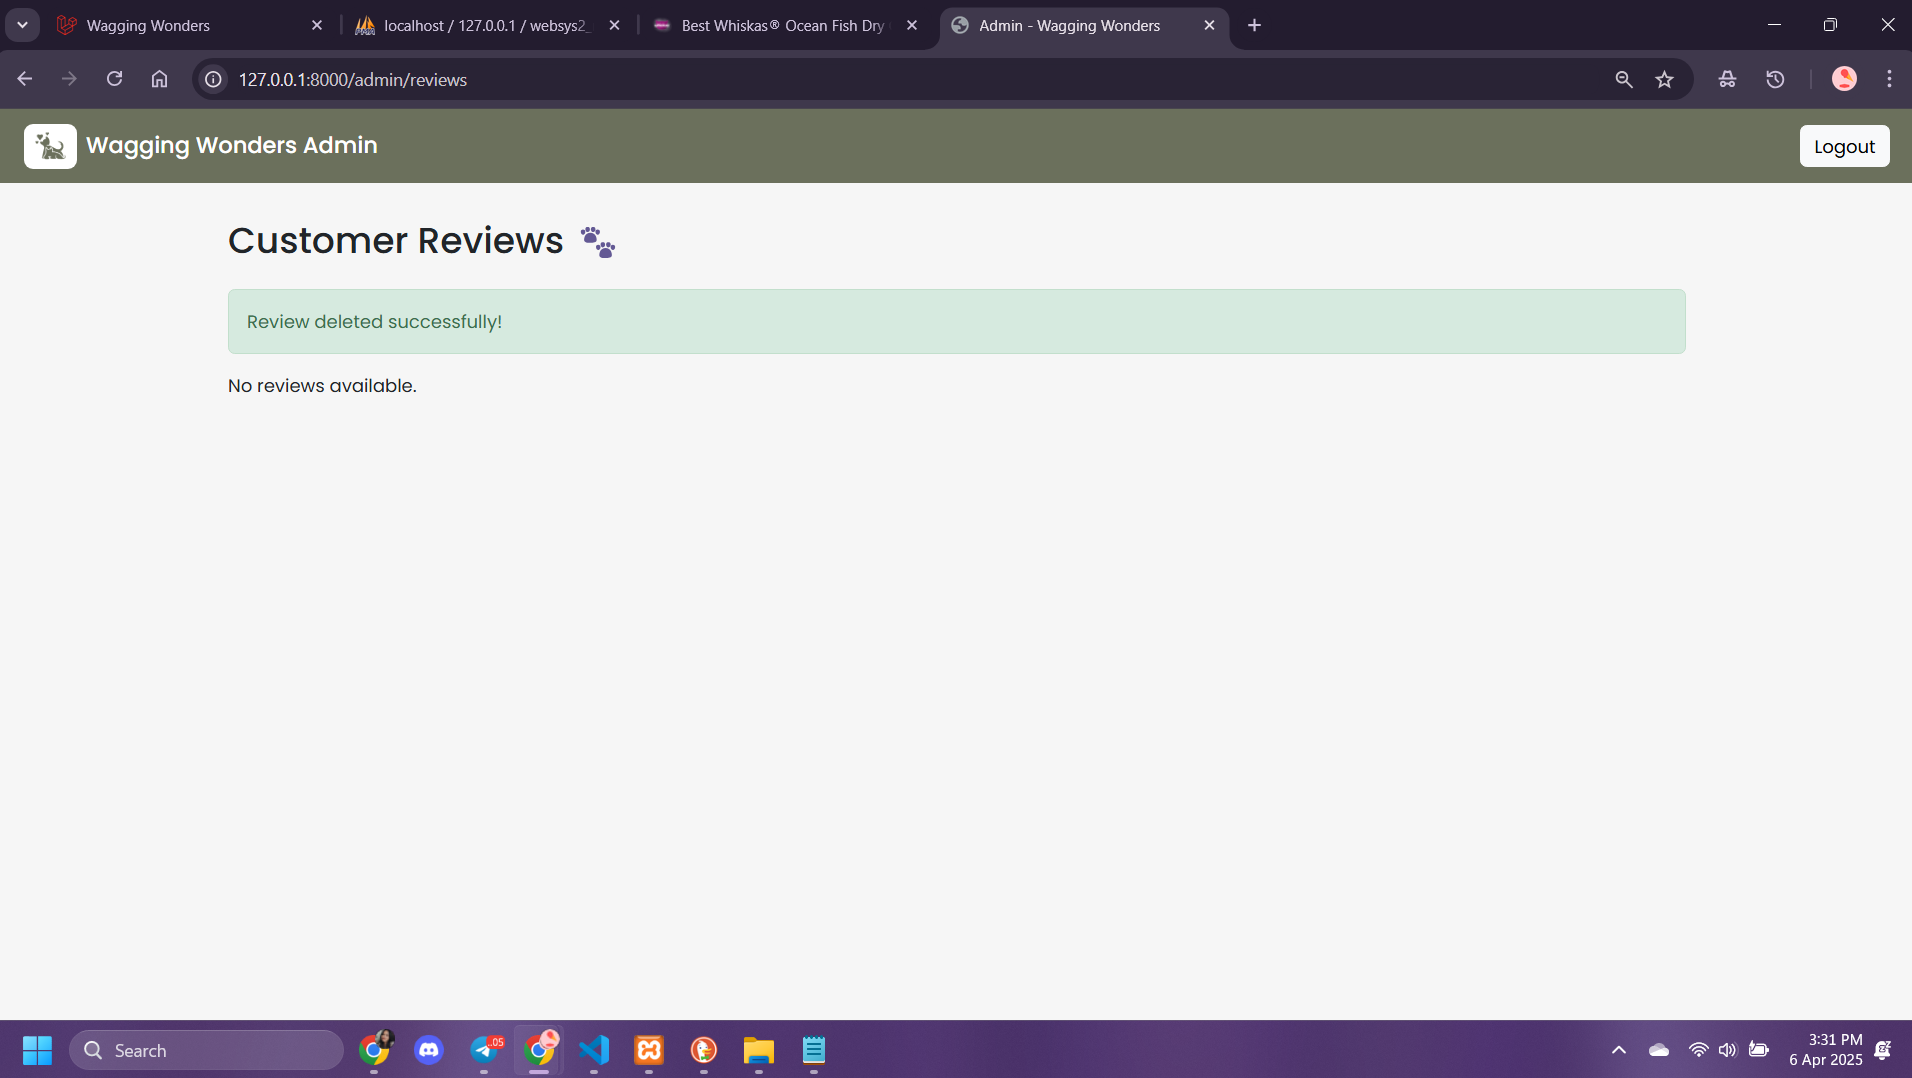 Wagging Wonders
localhost / 127.0.0.1 / websys2_
Best Whiskas® Ocean Fish Dry
Admin - Wagging Wonders
127.0.0.1:8000/admin/reviews
Wagging Wonders Admin
Logout
Customer Reviews 🐾
Review deleted successfully!
No reviews available.
Search
.05
3:31 PM
6 Apr 2025